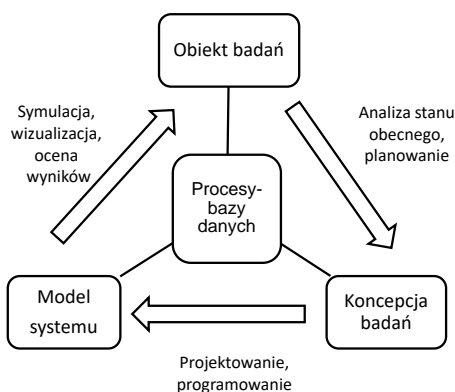 Obiekt badań
Symulacja,
wizualizacja,
ocena
wyników
Analiza stanu
obecnego,
planowanie
Procesy-
bazy
danych
Model
systemu
Koncepcja
badań
Projektowanie,
programowanie